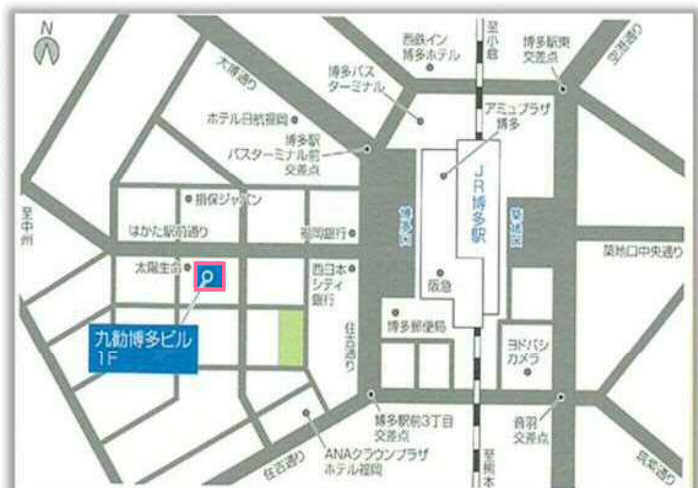 N
至小倉
西鉄イン
博多ホテル
博多駅東
交差点
空港通り
大博通り
博多バス
ターミナル
ホテル日航福岡
アミュプラザ
博多
博多駅
バスターミナル前
交差点
損保ジャパン
至中州
はかた駅前通り
福岡銀行
博多口
JR博多駅
築地口
築地口中央通り
太陽生命
西日本
シティ
銀行
阪急
九勧博多ビル
1F
住吉通り
博多郵便局
ヨドバシ
カメラ
博多駅前3丁目
交差点
音羽
交差点
ANAクラウンプラザ
ホテル福岡
住吉通り
至熊本
筑紫通り